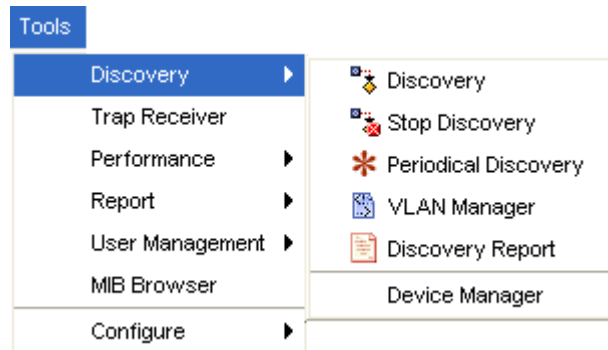 Tools
Discovery
Trap Receiver
Performance
Report
User Management
MIB Browser
Configure
Discovery
Stop Discovery
Periodical Discovery
VLAN Manager
Discovery Report
Device Manager